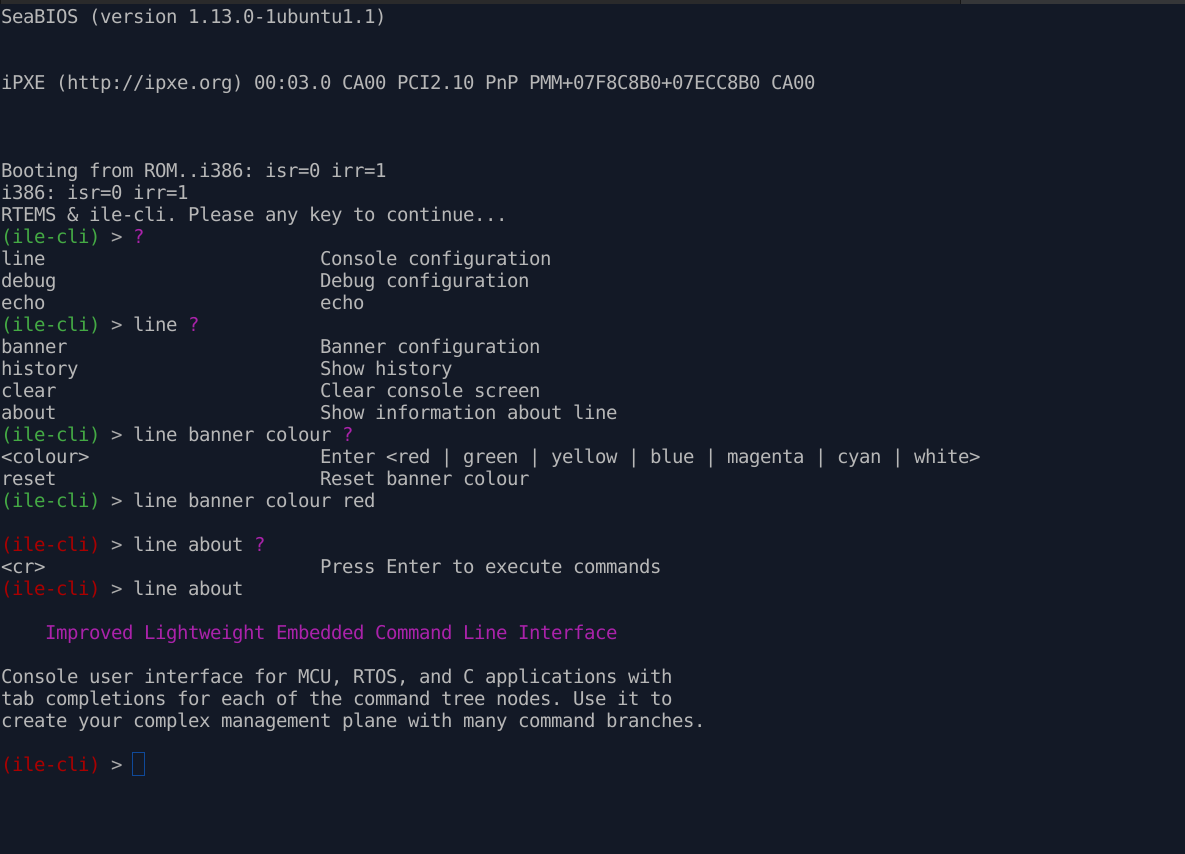 SeaBIOS (version 1.13.0-1ubuntu1.1)
iPXE (http://ipxe.org) 00:03.0 CA00 PCI2.10 PnP PMM+07F8C8B0+07ECC8B0 CA00
Booting from ROM..i386: isr=0 irr=1
i386: isr=0 irr=1
RTEMS & ile-cli. Please any key to continue...
(ile-cli) > ?
line                         Console configuration
debug                        Debug configuration
echo                         echo
(ile-cli) > line ?
banner                       Banner configuration
history                      Show history
clear                        Clear console screen
about                        Show information about line
(ile-cli) > line banner colour ?
<colour>                     Enter <red | green | yellow | blue | magenta | cyan | white>
reset                        Reset banner colour
(ile-cli) > line banner colour red
(ile-cli) > line about ?
<cr>                         Press Enter to execute commands
(ile-cli) > line about
    Improved Lightweight Embedded Command Line Interface
Console user interface for MCU, RTOS, and C applications with
tab completions for each of the command tree nodes. Use it to
create your complex management plane with many command branches.
(ile-cli) >